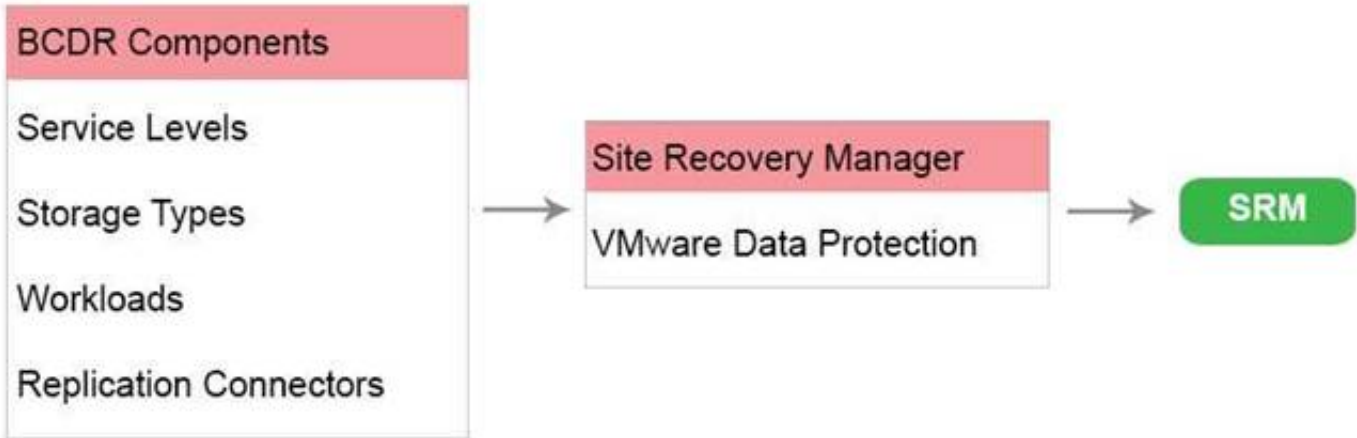 BCDR Components
Service Levels
Storage Types
Workloads
Replication Connectors
Site Recovery Manager
VMware Data Protection
SRM